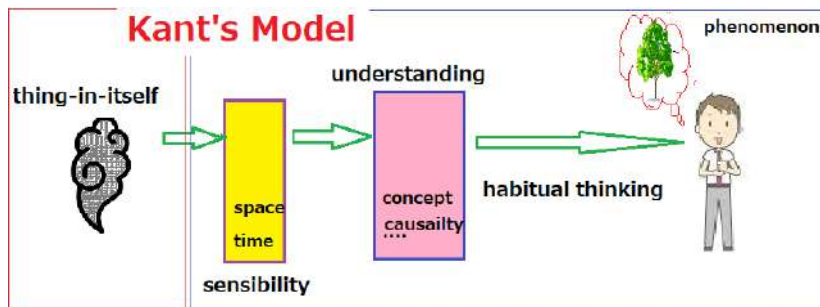 Kant's Model
phenomenon
understanding
thing-in-itself
space
time
concept
causailty
....
habitual thinking
sensibility